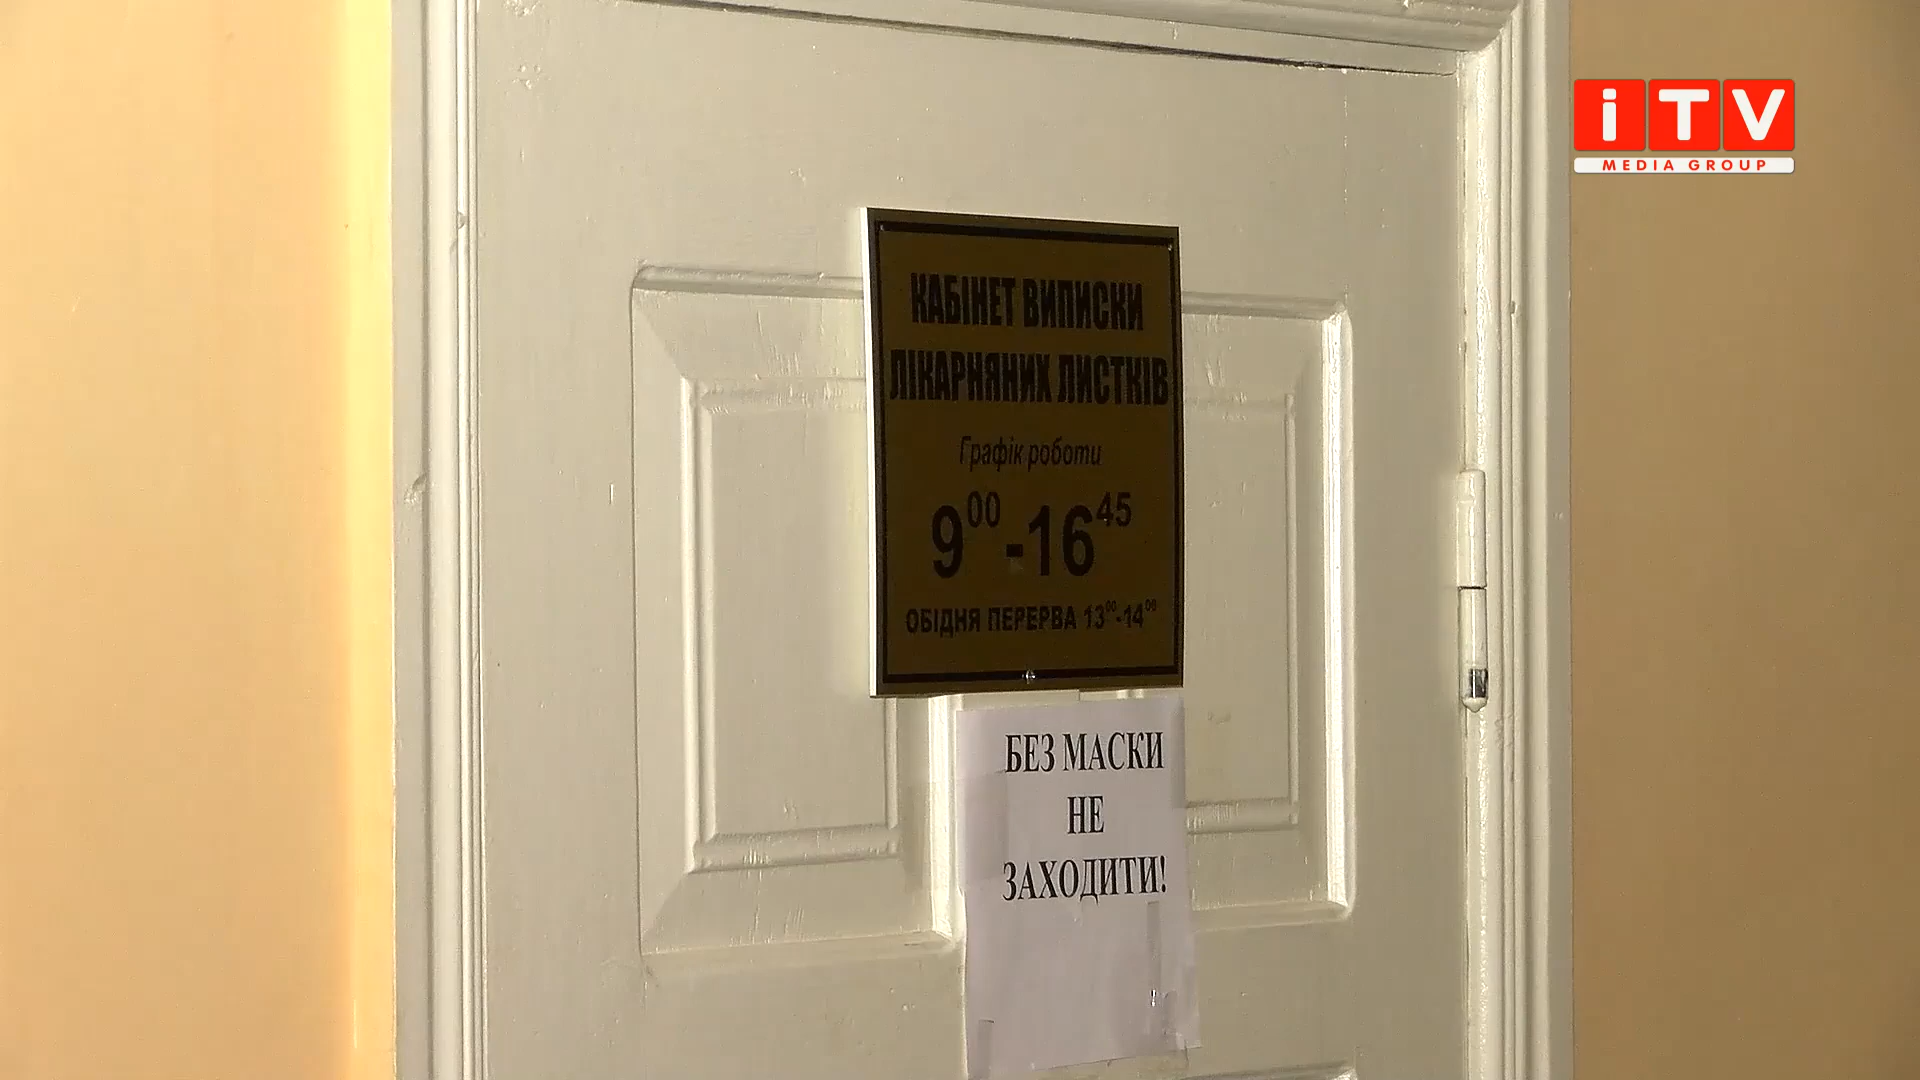 iTV
MEDIA GROUP
КАБІНЕТ ВИПИСКИ
ЛІКАРНЯНИХ ЛИСТКІВ
Графік роботи
9⁰⁰-16⁴⁵
ОБІДНЯ ПЕРЕРВА 13⁰⁰-14⁰⁰
БЕЗ МАСКИ
НЕ
ЗАХОДИТИ!